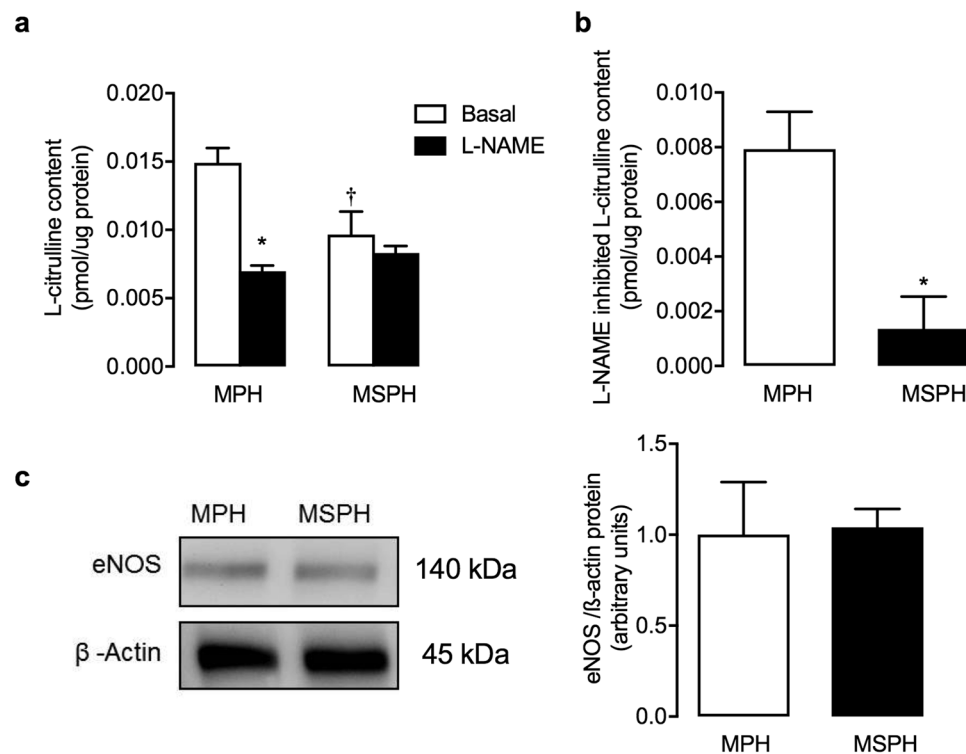 a
L-citrulline content
(pmol/ug protein)
0.020
0.015
0.010
0.005
0.000
*
†
MPH
MSPH
Basal
L-NAME
b
L-NAME inhibited L-citrulline content
(pmol/ug protein)
0.010
0.008
0.006
0.004
0.002
0.000
*
MPH
MSPH
c
MPH MSPH
eNOS 140 kDa
β -Actin 45 kDa
eNOS /ß-actin protein
(arbitrary units)
1.5
1.0
0.5
0.0
MPH
MSPH